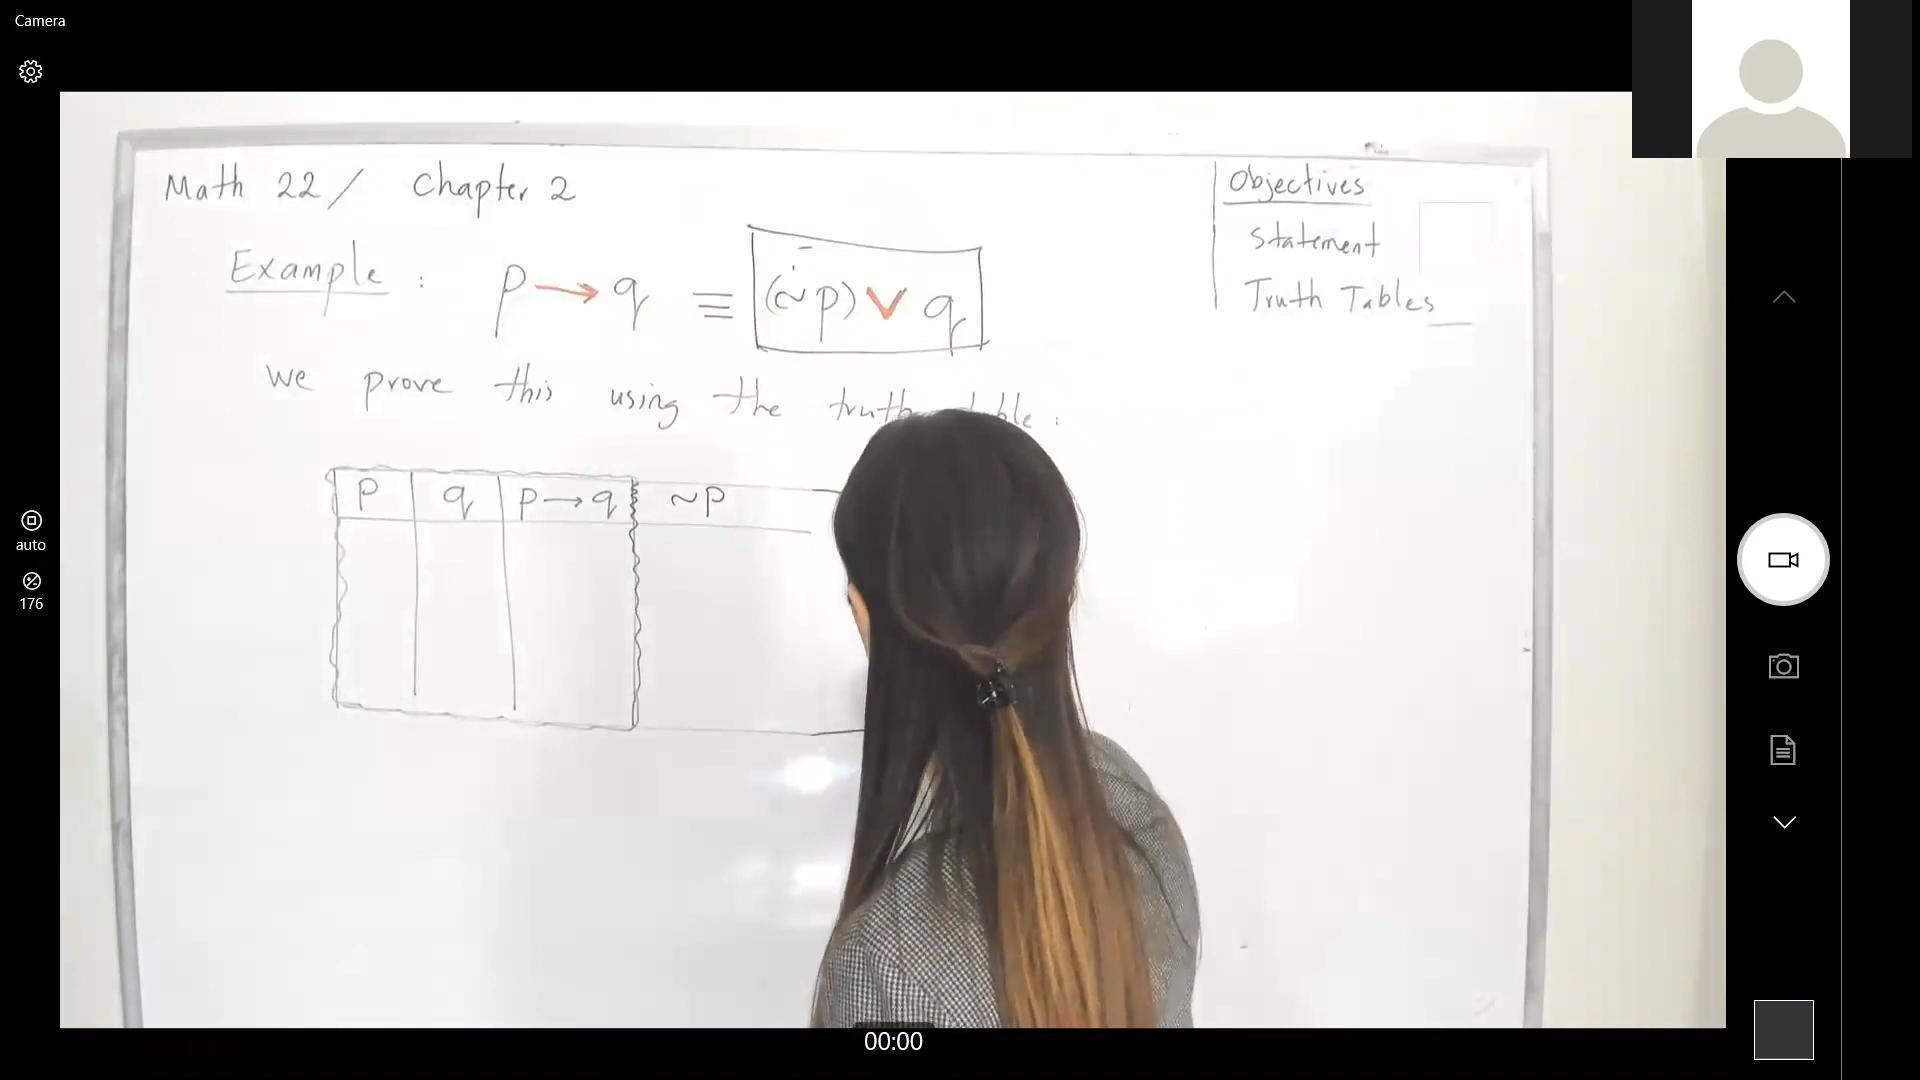 Camera
Math 22 / Chapter 2
Objectives
Statement
Truth Tables
Example : p → q ≡ (~p) ∨ q
We prove this using the :
p q p → q ~p
auto
176
00:00